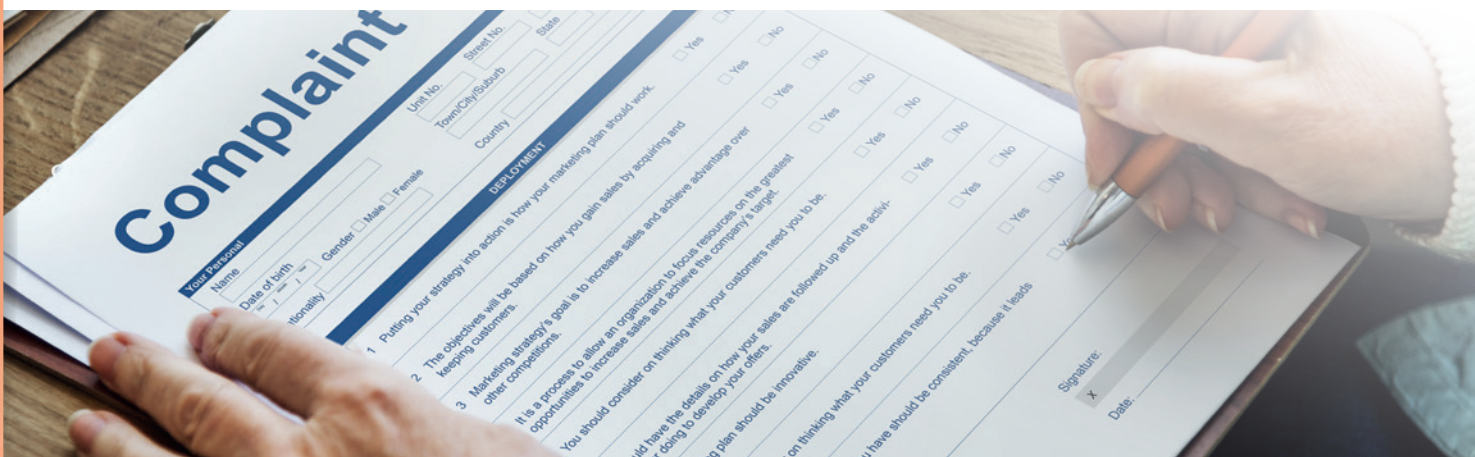 Complaint
Your Personal
Name
Unit No.
Street No.
State
Date of birth
Gender
Male
Female
Town/City/Suburb
Country
DEPLOYMENT
1 Putting your strategy into action is how your marketing plan should work.
Yes
No
2 The objectives will be based on how you gain sales by acquiring and
keeping customers.
Yes
No
3 Marketing strategy's goal is to increase sales and achieve advantage over
other competitions.
Yes
No
It is a process to allow an organization to focus resources on the greatest
opportunities to increase sales and achieve the company's target.
Yes
No
You should consider on thinking what your customers need you to be.
Yes
No
have the details on how your sales are followed up and the activi-
doing to develop your offers.
Yes
No
plan should be innovative.
Yes
No
on thinking what your customers need you to be.
Yes
No
have should be consistent, because it leads
Signature:
X
Date: